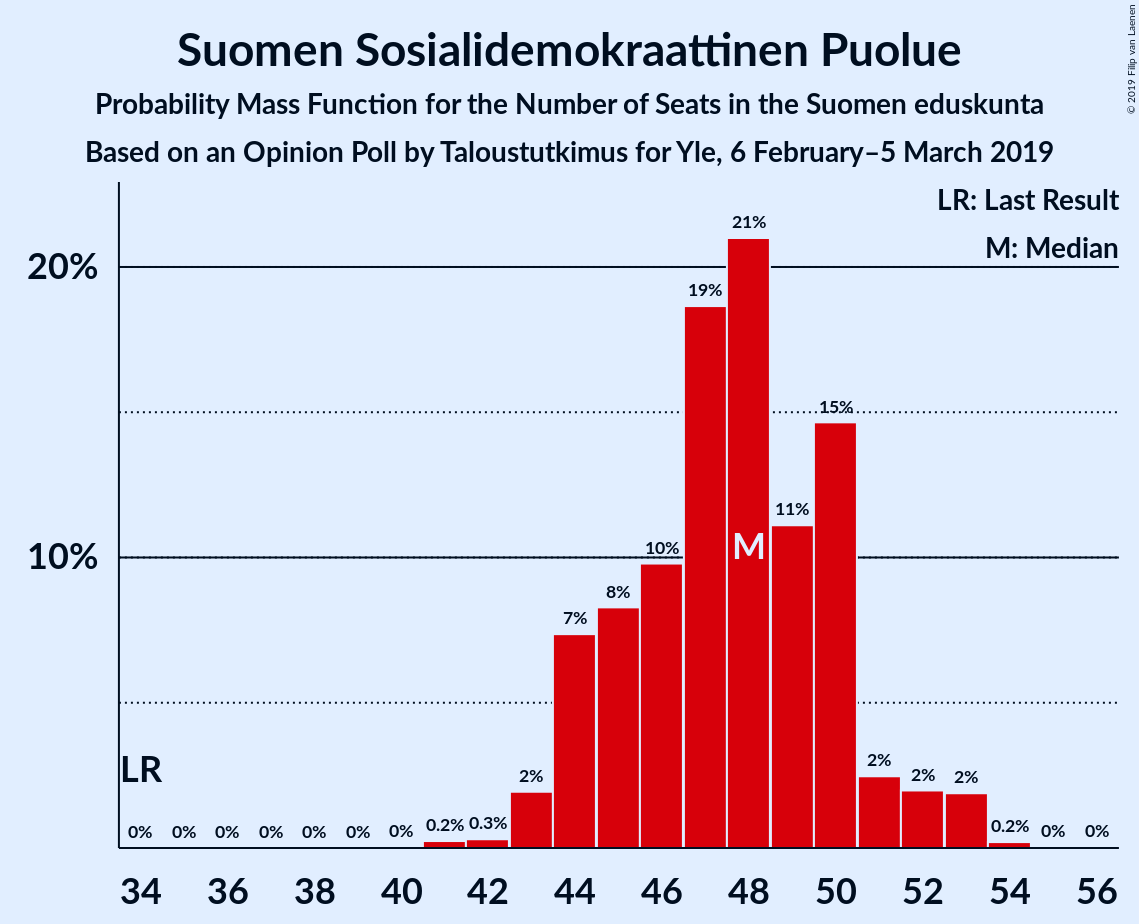 Suomen Sosialidemokraattinen Puolue
Probability Mass Function for the Number of Seats in the Suomen eduskunta
Based on an Opinion Poll by Taloustutkimus for Yle, 6 February–5 March 2019
© 2019 Filip van Laenen
LR: Last Result
M: Median
20%
10%
LR
M
0% 0% 0% 0% 0% 0% 0% 0.2% 0.3% 2% 7% 8% 10% 19% 21% 11% 15% 2% 2% 2% 0.2% 0% 0%
34 36 38 40 42 44 46 48 50 52 54 56